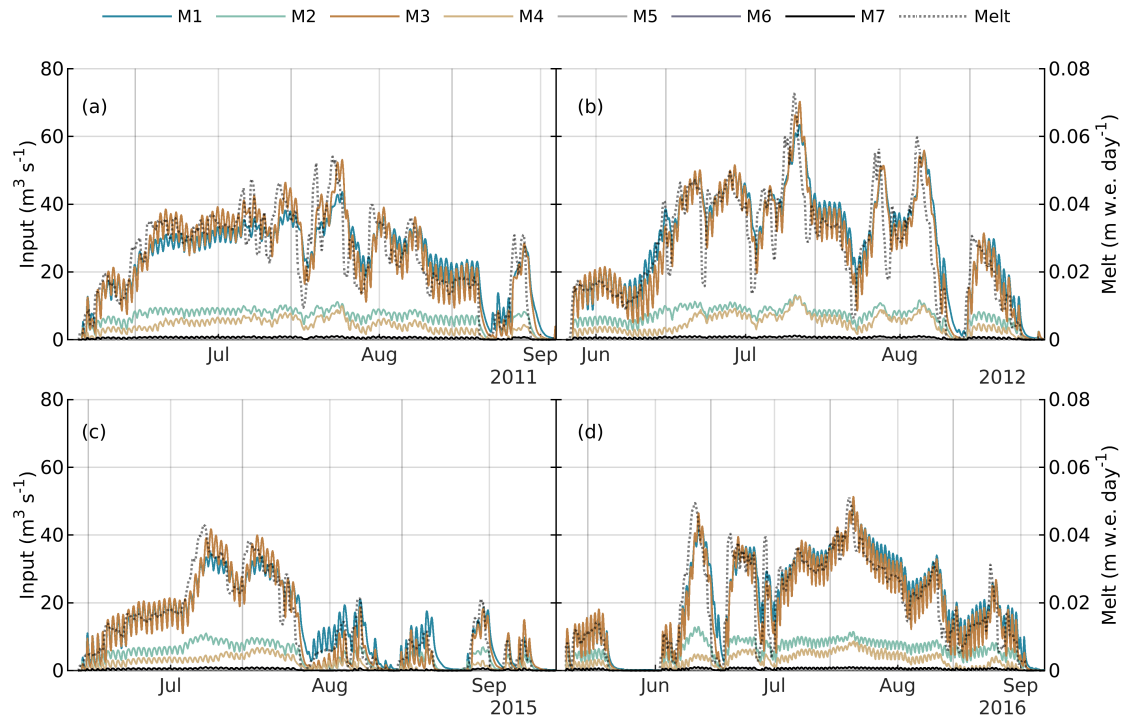 M1 M2 M3 M4 M5 M6 M7 Melt
(a) (b)
80 0.08
60 0.06
40 0.04
20 0.02
0 0
Input (m³ s⁻¹)
Melt (m w.e. day⁻¹)
Jul Aug Sep Jun Jul Aug
2011 2012
(c) (d)
80 0.08
60 0.06
40 0.04
20 0.02
0 0
Input (m³ s⁻¹)
Melt (m w.e. day⁻¹)
Jul Aug Sep Jun Jul Aug Sep
2015 2016